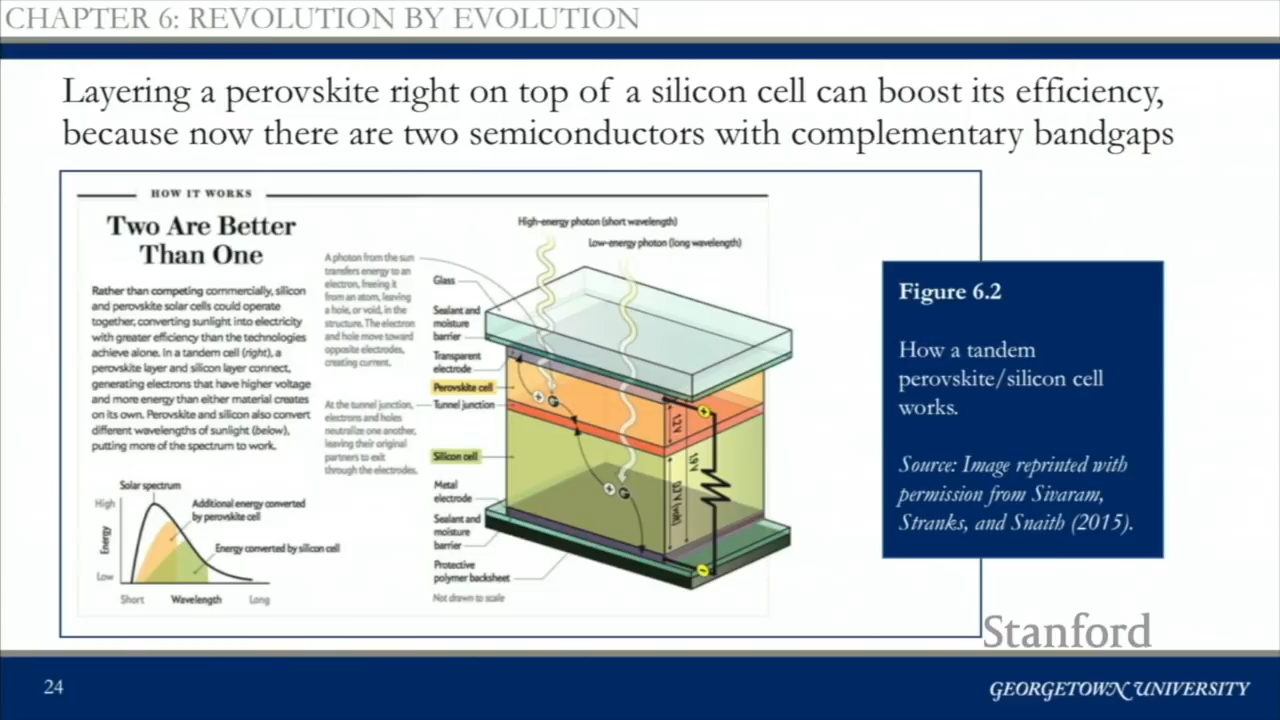 CHAPTER 6: REVOLUTION BY EVOLUTION
Layering a perovskite right on top of a silicon cell can boost its efficiency,
because now there are two semiconductors with complementary bandgaps
HOW IT WORKS
Two Are Better
Than One
Rather than competing commercially, silicon
and perovskite solar cells could operate
together, converting sunlight into electricity
with greater efficiency than the technologies
achieve alone. In a tandem cell (right), a
perovskite layer and silicon layer connect,
generating electrons that have higher voltage
and more energy than either material creates
on its own. Perovskite and silicon also convert
different wavelengths of sunlight (below),
putting more of the spectrum to work.
Solar spectrum
High
Additional energy converted
by perovskite cell
Energy
Energy converted by silicon cell
Low
Short
Wavelength
Long
A photon from the sun
transfers energy to an
electron, freeing it
from an atom, leaving
a hole, or void, in the
structure. The electron
and hole move toward
opposite electrodes,
creating current.
At the tunnel junction,
electrons and holes
neutralize one another,
leaving their original
partners to exit
through the electrodes.
High-energy photon (short wavelength)
Low-energy photon (long wavelength)
Glass
Sealant and
moisture
barrier
Transparent
electrode
Perovskite cell
Tunnel junction
Silicon cell
Metal
electrode
Sealant and
moisture
barrier
Protective
polymer backsheet
Not drawn to scale
+
+
+
1.2V
1.9V
-
Figure 6.2
How a tandem
perovskite/silicon cell
works.
Source: Image reprinted with
permission from Sivaram,
Stranks, and Snaith (2015).
Stanford
24
GEORGETOWN UNIVERSITY